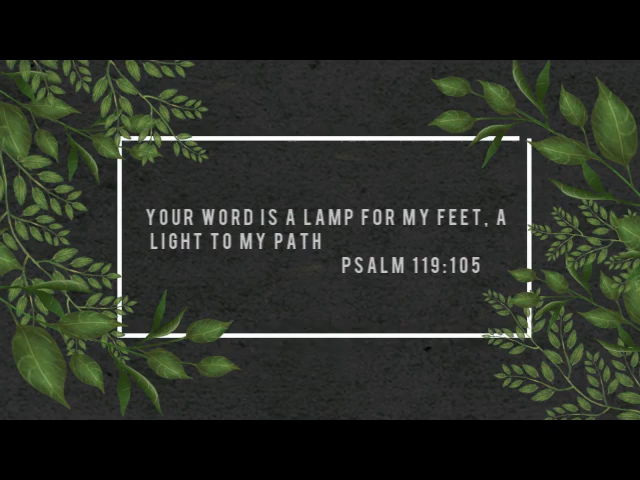 YOUR WORD IS A LAMP FOR MY FEET, A
LIGHT TO MY PATH
PSALM 119:105